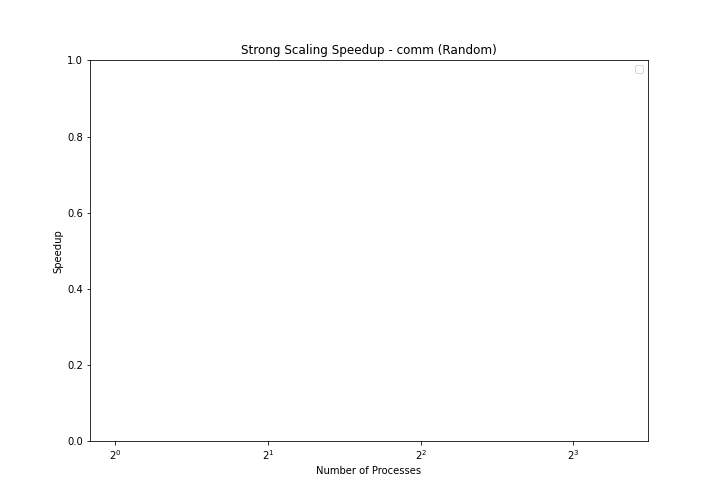 Strong Scaling Speedup - comm (Random)
1.0
0.8
0.6
0.4
0.2
0.0
Speedup
2⁰ 2¹ 2² 2³
Number of Processes